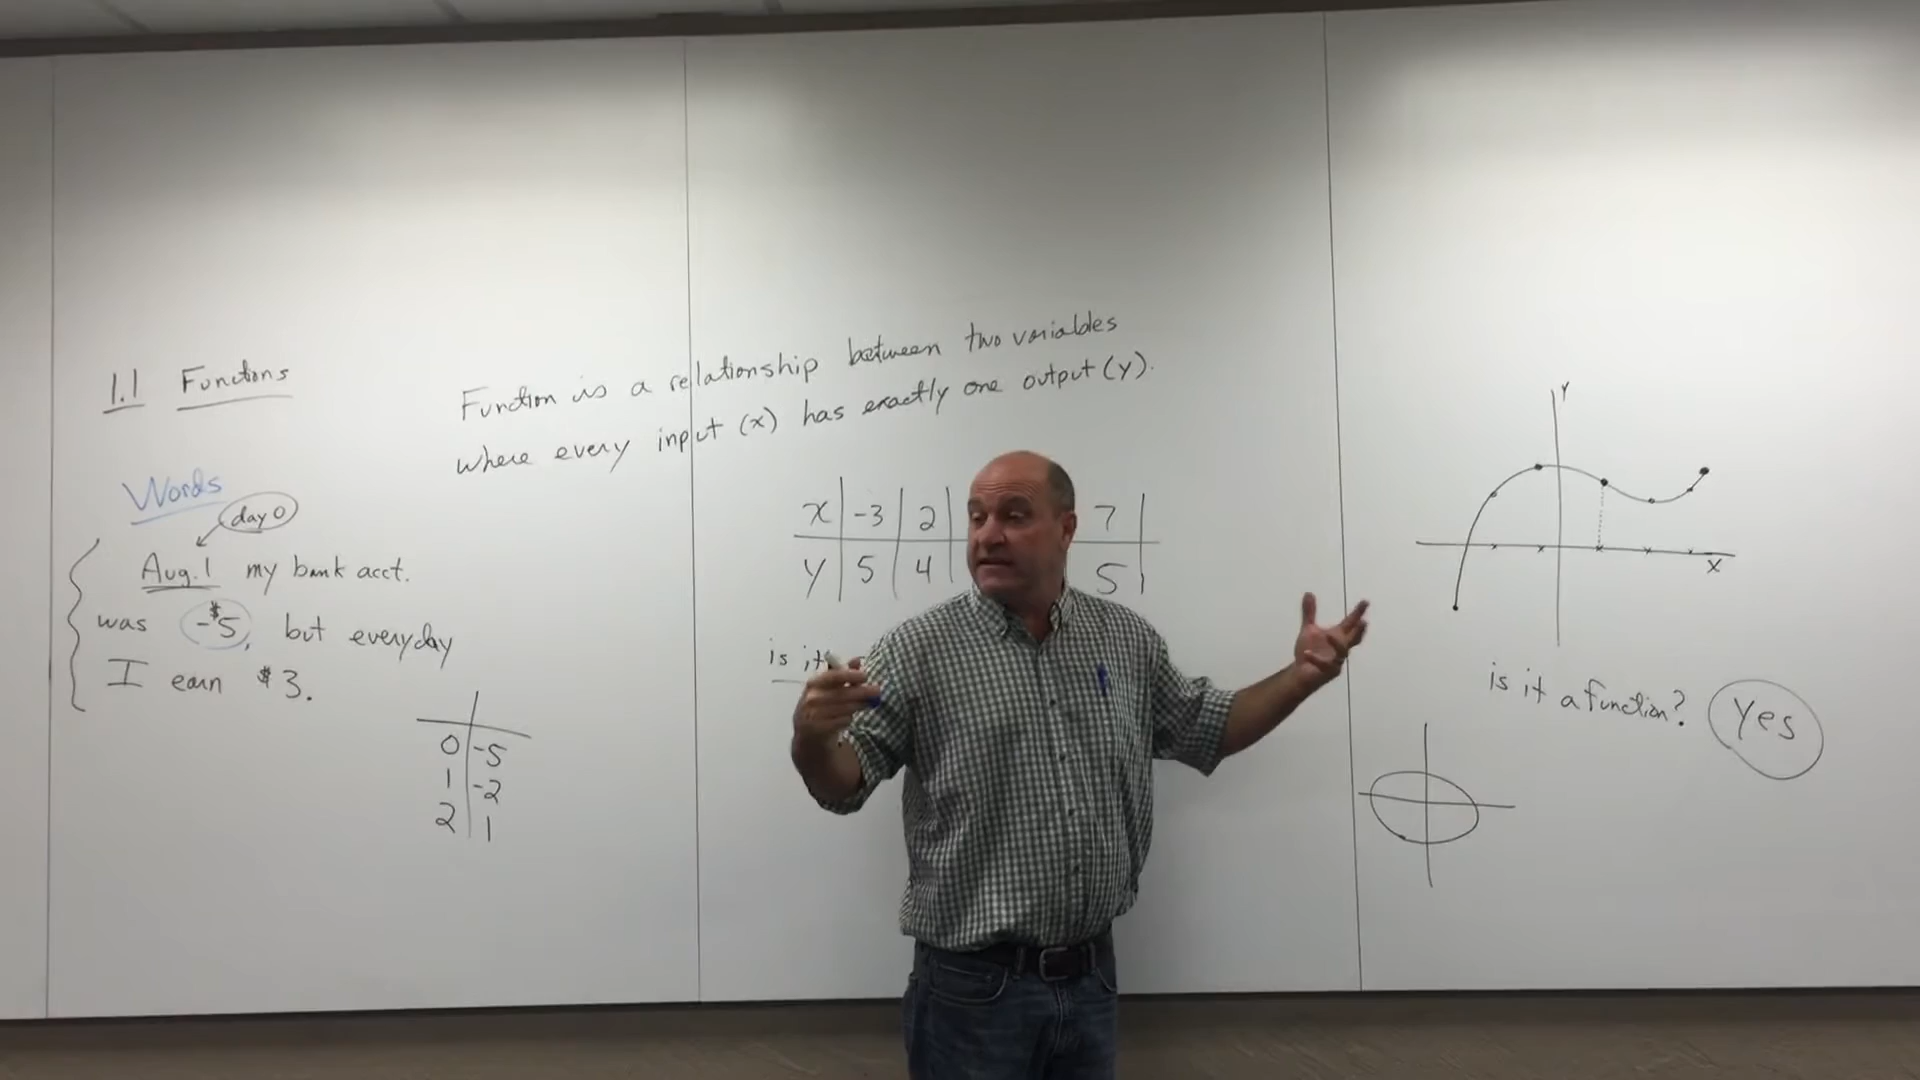 1.1 Functions
Function is a relationship between two variables
where every input (x) has exactly one output (y).
Words
day 0
Aug. 1 my bank acct.
was -$5, but everyday
I earn $3.
0 -5
1 -2
2 1
x -3 2 7
y 5 4 5
is it
Y
X
is it a function? Yes